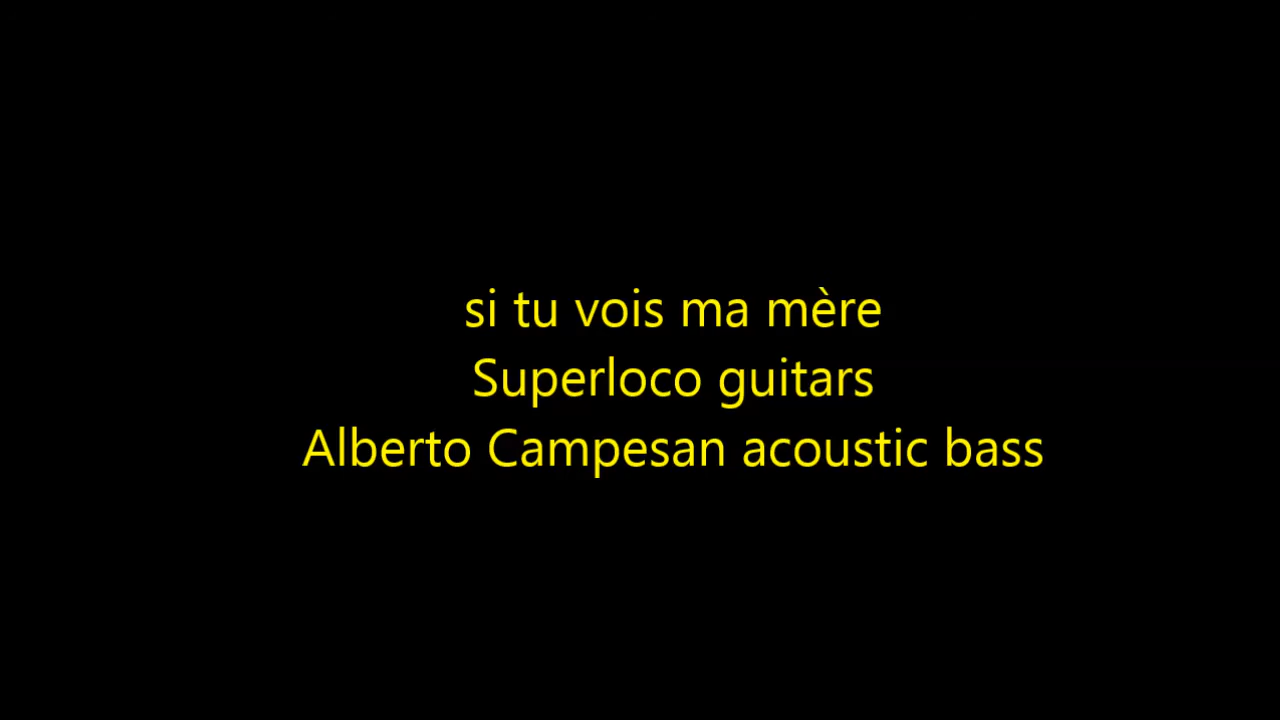 si tu vois ma mère
Superloco guitars
Alberto Campesan acoustic bass